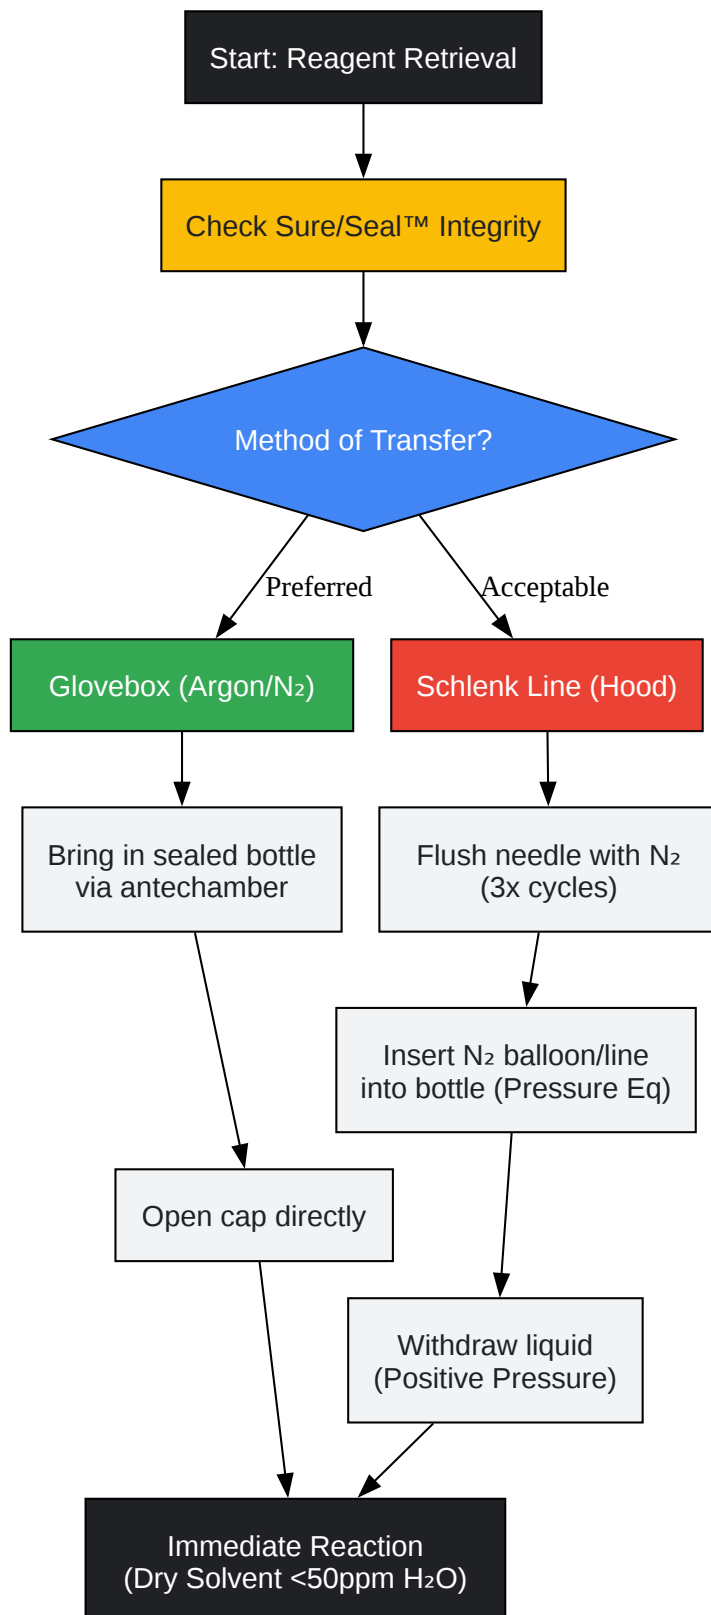 Start: Reagent Retrieval
Check Sure/Seal™ Integrity
Method of Transfer?
Preferred
Acceptable
Glovebox (Argon/N₂)
Schlenk Line (Hood)
Bring in sealed bottle
via antechamber
Flush needle with N₂
(3x cycles)
Insert N₂ balloon/line
into bottle (Pressure Eq)
Open cap directly
Withdraw liquid
(Positive Pressure)
Immediate Reaction
(Dry Solvent <50ppm H₂O)